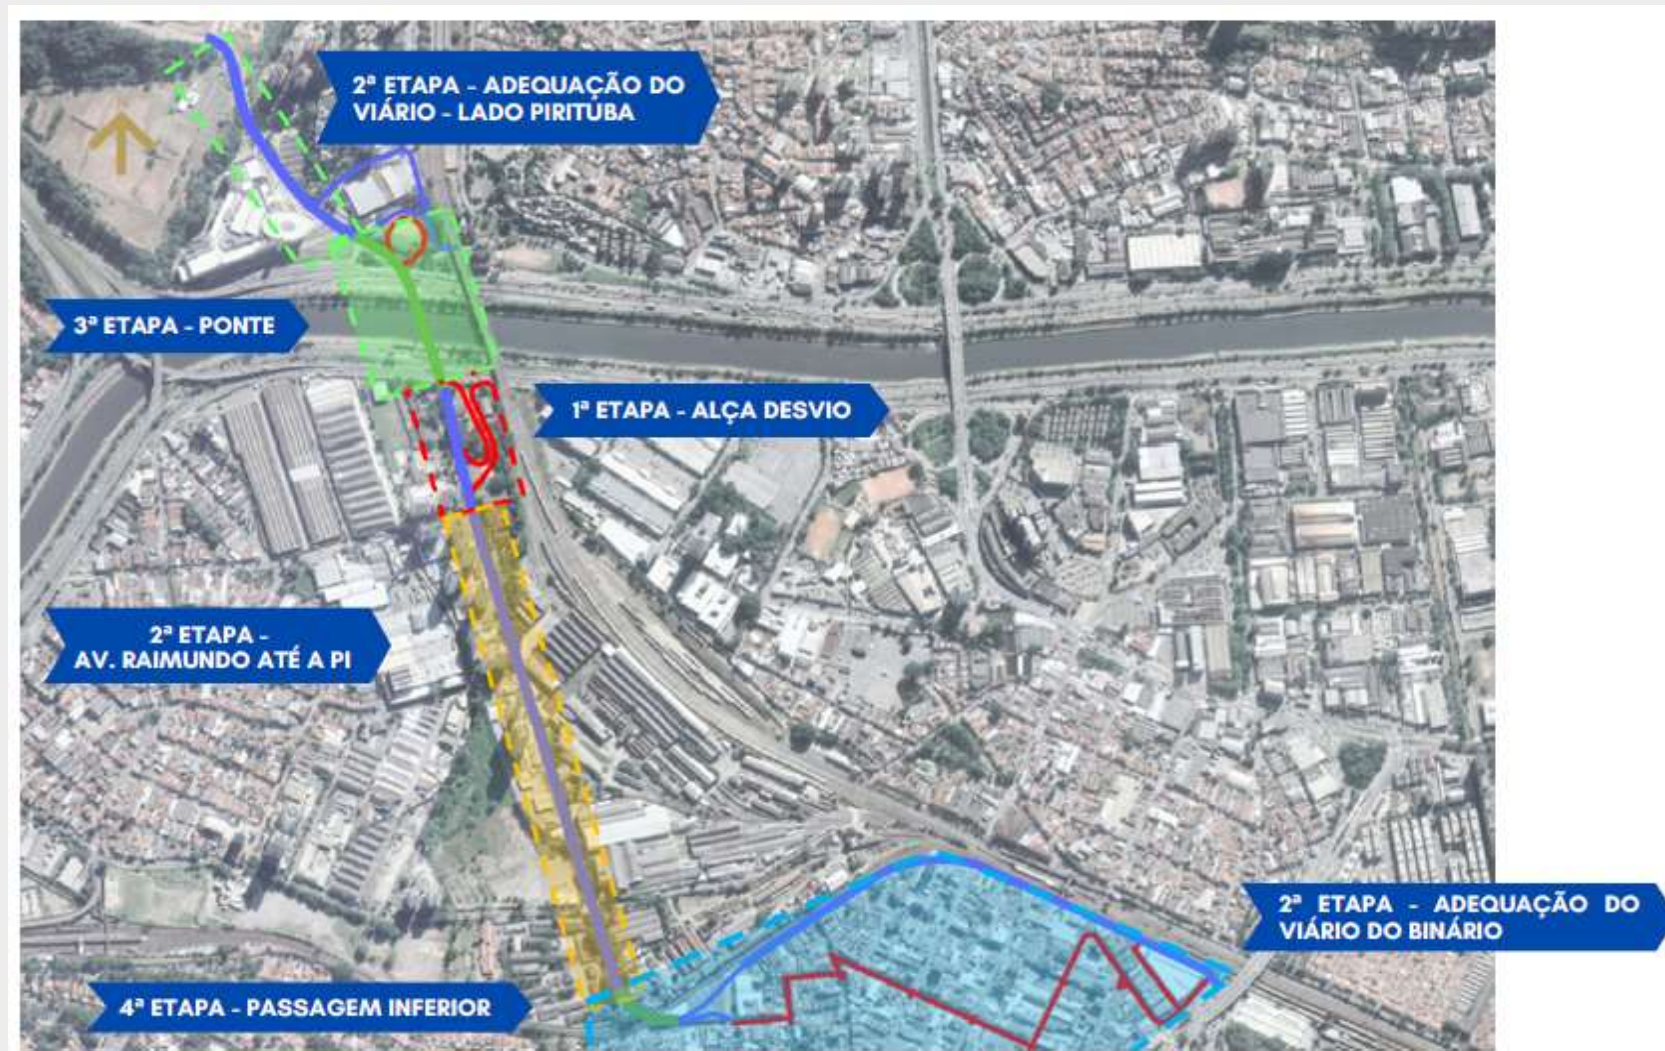 2ª ETAPA - ADEQUAÇÃO DO
VIÁRIO - LADO PIRITUBA
3ª ETAPA - PONTE
1ª ETAPA - ALÇA DESVIO
2ª ETAPA -
AV. RAIMUNDO ATÉ A PI
2ª ETAPA - ADEQUAÇÃO DO
VIÁRIO DO BINÁRIO
4ª ETAPA - PASSAGEM INFERIOR